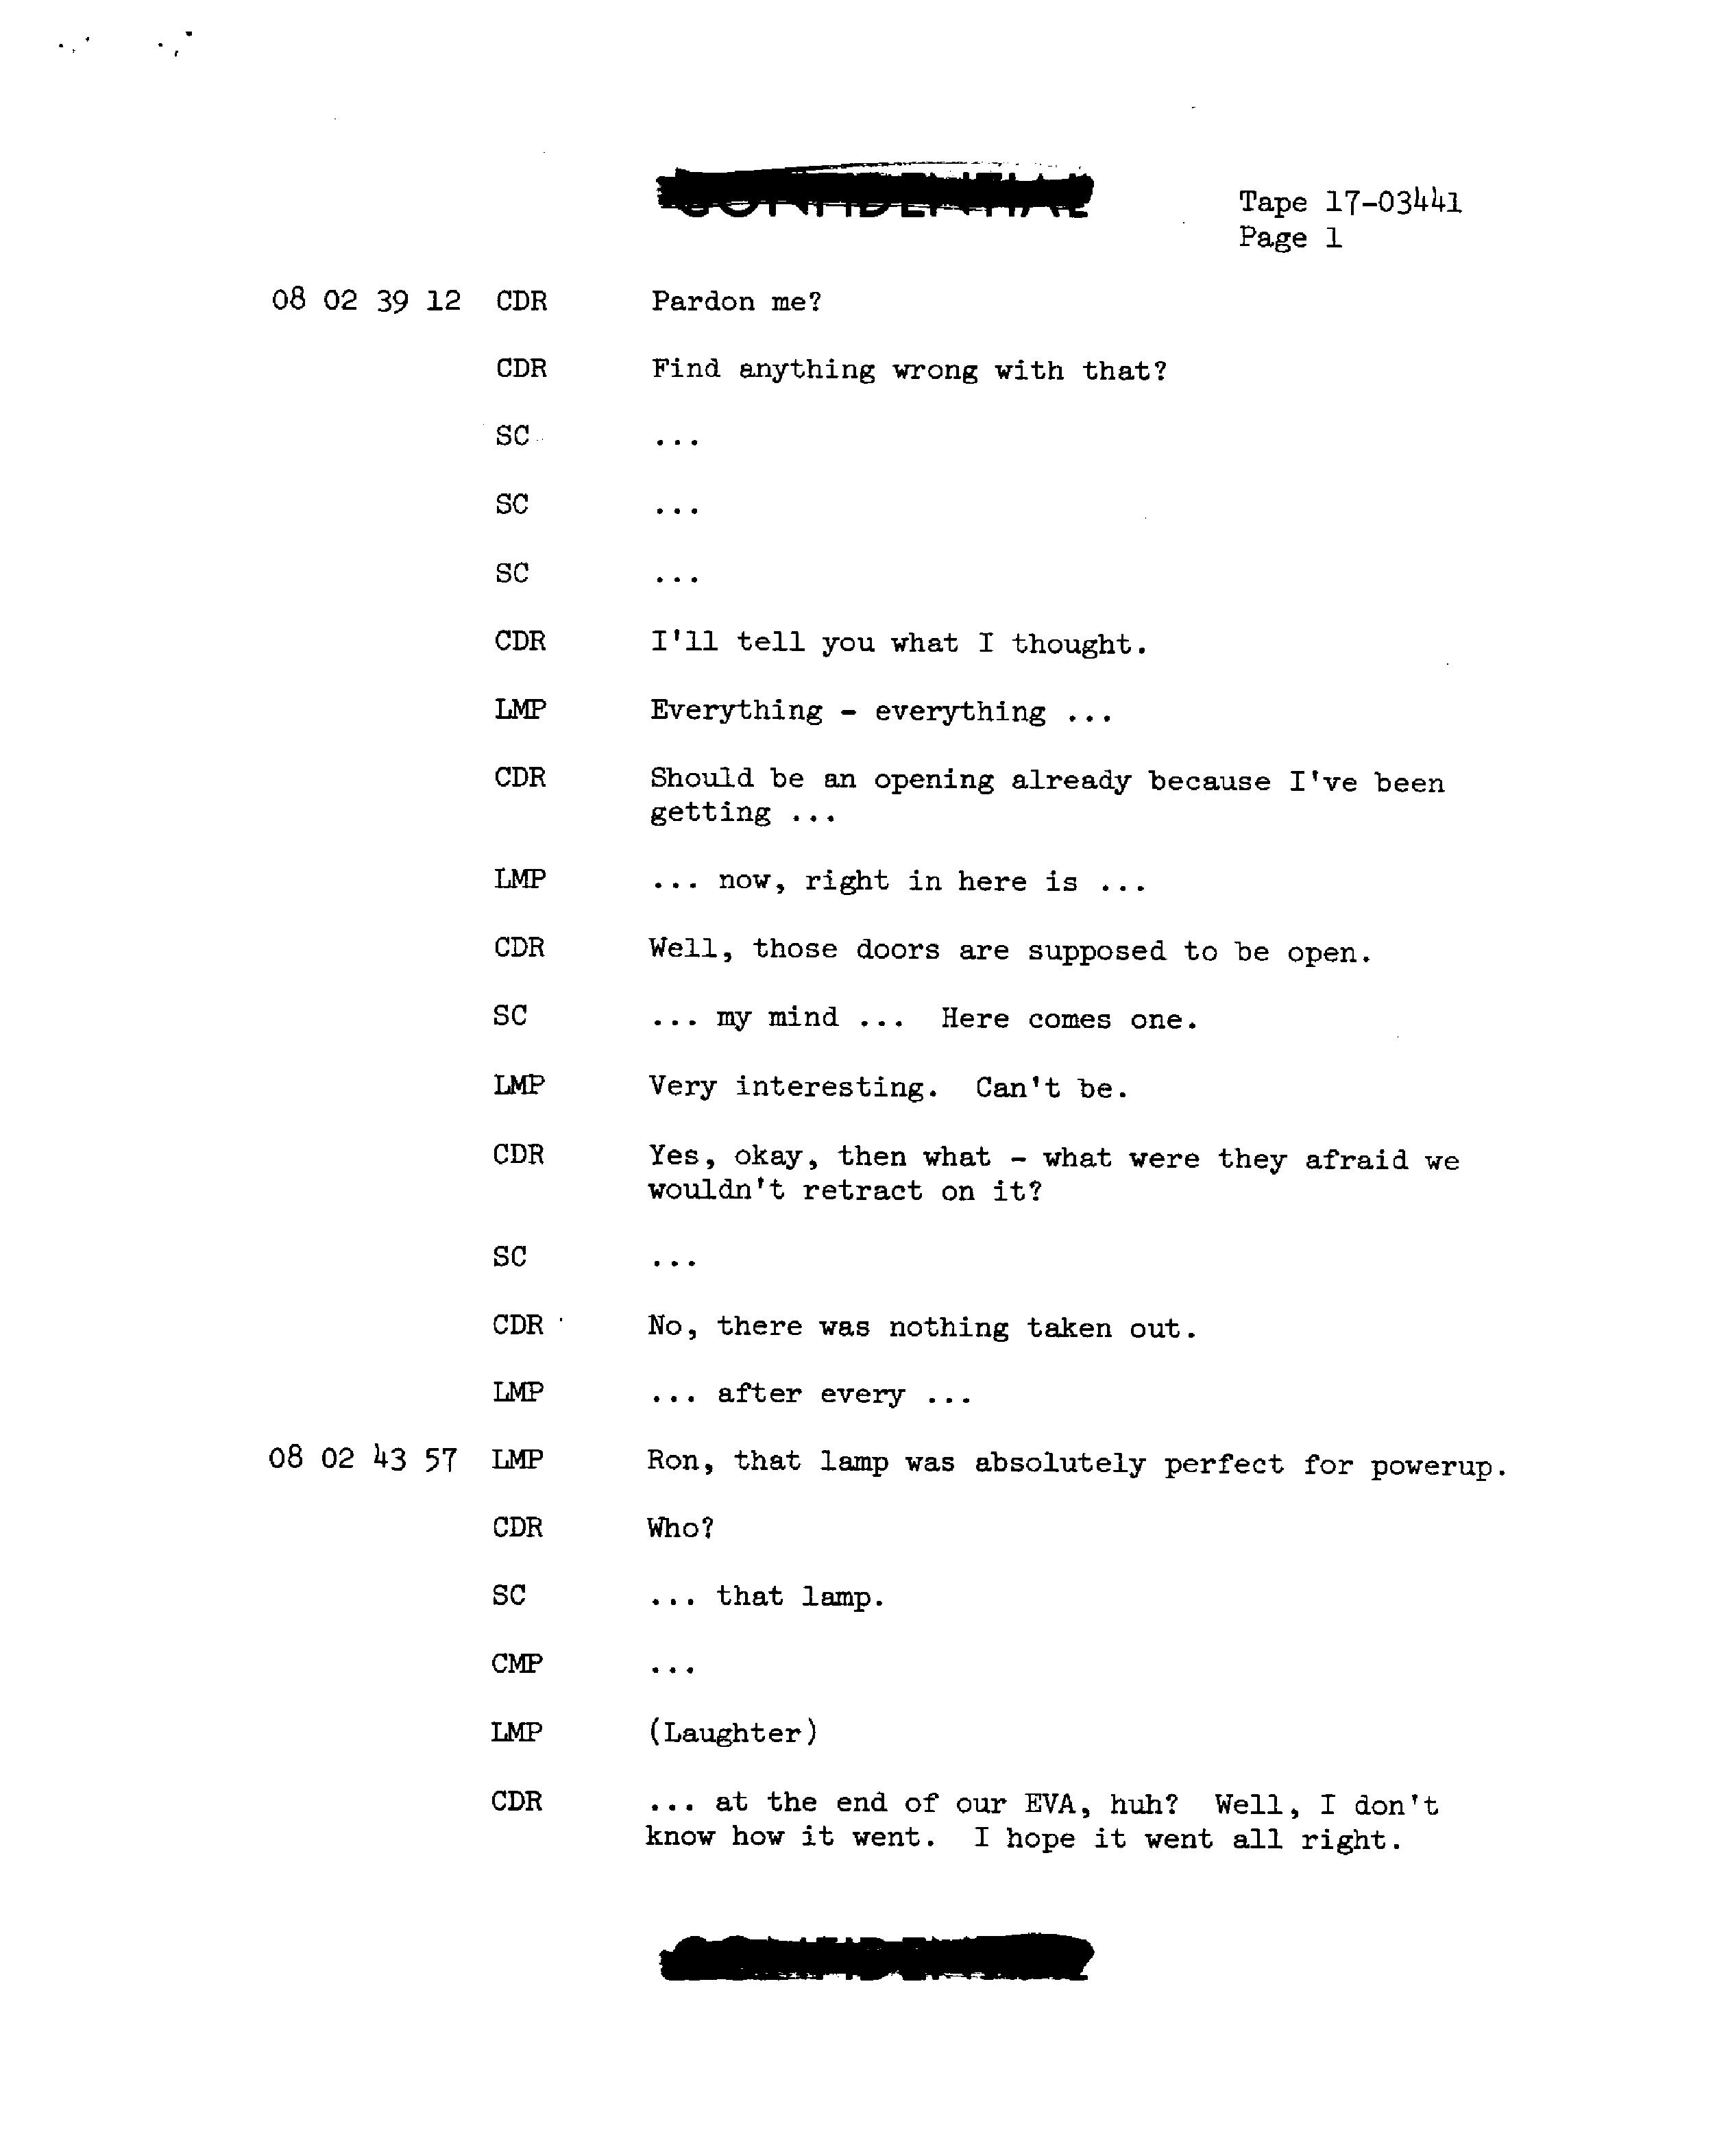 CONFIDENTIAL
Tape 17-03441
Page 1
08 02 39 12 CDR Pardon me?
CDR Find anything wrong with that?
SC ...
SC ...
SC ...
CDR I'll tell you what I thought.
LMP Everything - everything ...
CDR Should be an opening already because I've been
getting ...
LMP ... now, right in here is ...
CDR Well, those doors are supposed to be open.
SC ... my mind ... Here comes one.
LMP Very interesting. Can't be.
CDR Yes, okay, then what - what were they afraid we
wouldn't retract on it?
SC ...
CDR No, there was nothing taken out.
LMP ... after every ...
08 02 43 57 LMP Ron, that lamp was absolutely perfect for powerup.
CDR Who?
SC ... that lamp.
CMP ...
LMP (Laughter)
CDR ... at the end of our EVA, huh? Well, I don't
know how it went. I hope it went all right.